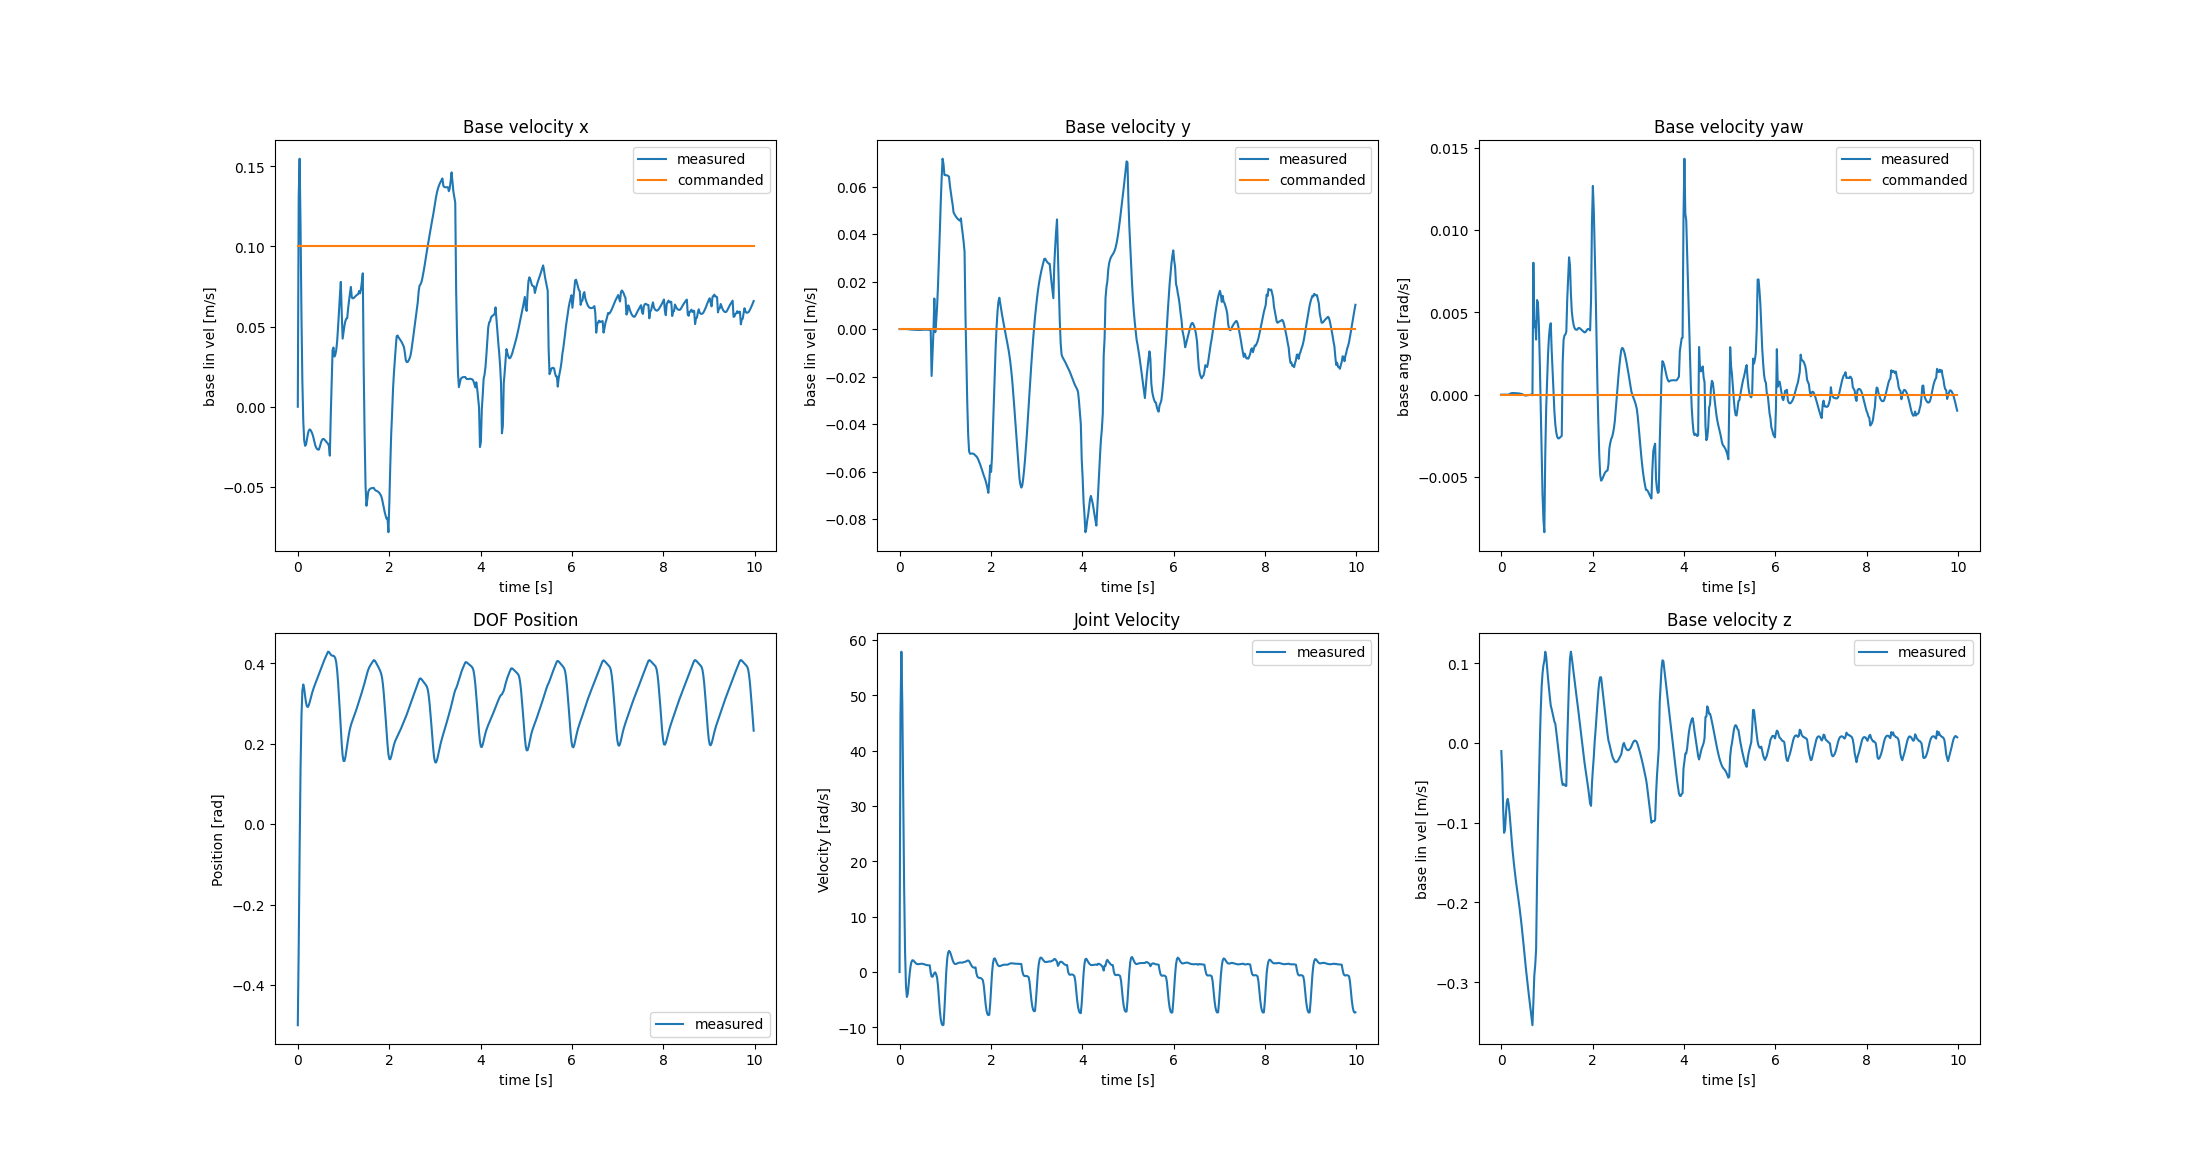 Base velocity x
measured
commanded
base lin vel [m/s]
0.15
0.10
0.05
0.00
−0.05
0 2 4 6 8 10
time [s]
Base velocity y
measured
commanded
base lin vel [m/s]
0.06
0.04
0.02
0.00
−0.02
−0.04
−0.06
−0.08
0 2 4 6 8 10
time [s]
Base velocity yaw
measured
commanded
base ang vel [rad/s]
0.015
0.010
0.005
0.000
−0.005
0 2 4 6 8 10
time [s]
DOF Position
measured
Position [rad]
0.4
0.2
0.0
−0.2
−0.4
0 2 4 6 8 10
time [s]
Joint Velocity
measured
Velocity [rad/s]
60
50
40
30
20
10
0
−10
0 2 4 6 8 10
time [s]
Base velocity z
measured
base lin vel [m/s]
0.1
0.0
−0.1
−0.2
−0.3
0 2 4 6 8 10
time [s]